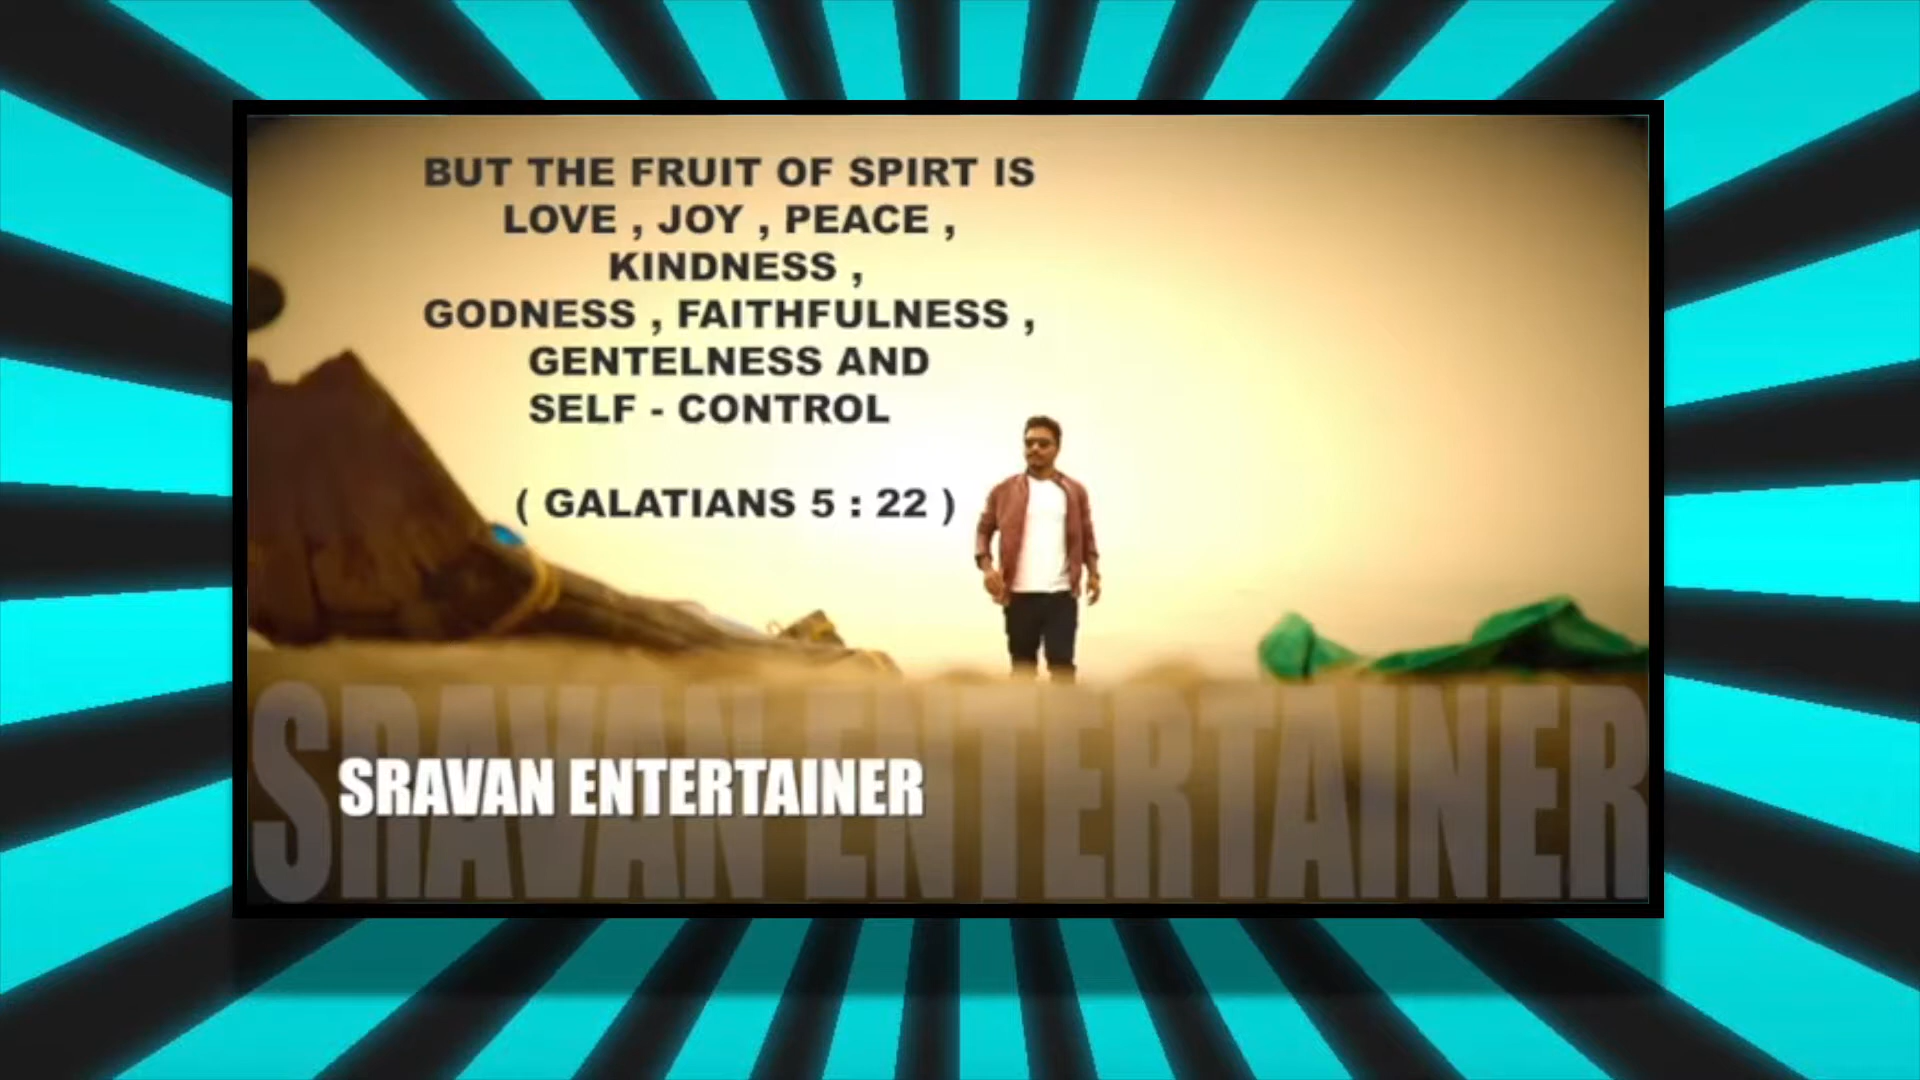 BUT THE FRUIT OF SPIRT IS
LOVE , JOY , PEACE ,
KINDNESS ,
GODNESS , FAITHFULNESS ,
GENTELNESS AND
SELF - CONTROL
( GALATIANS 5 : 22 )
SRAVAN ENTERTAINER
SRAVAN ENTERTAINER